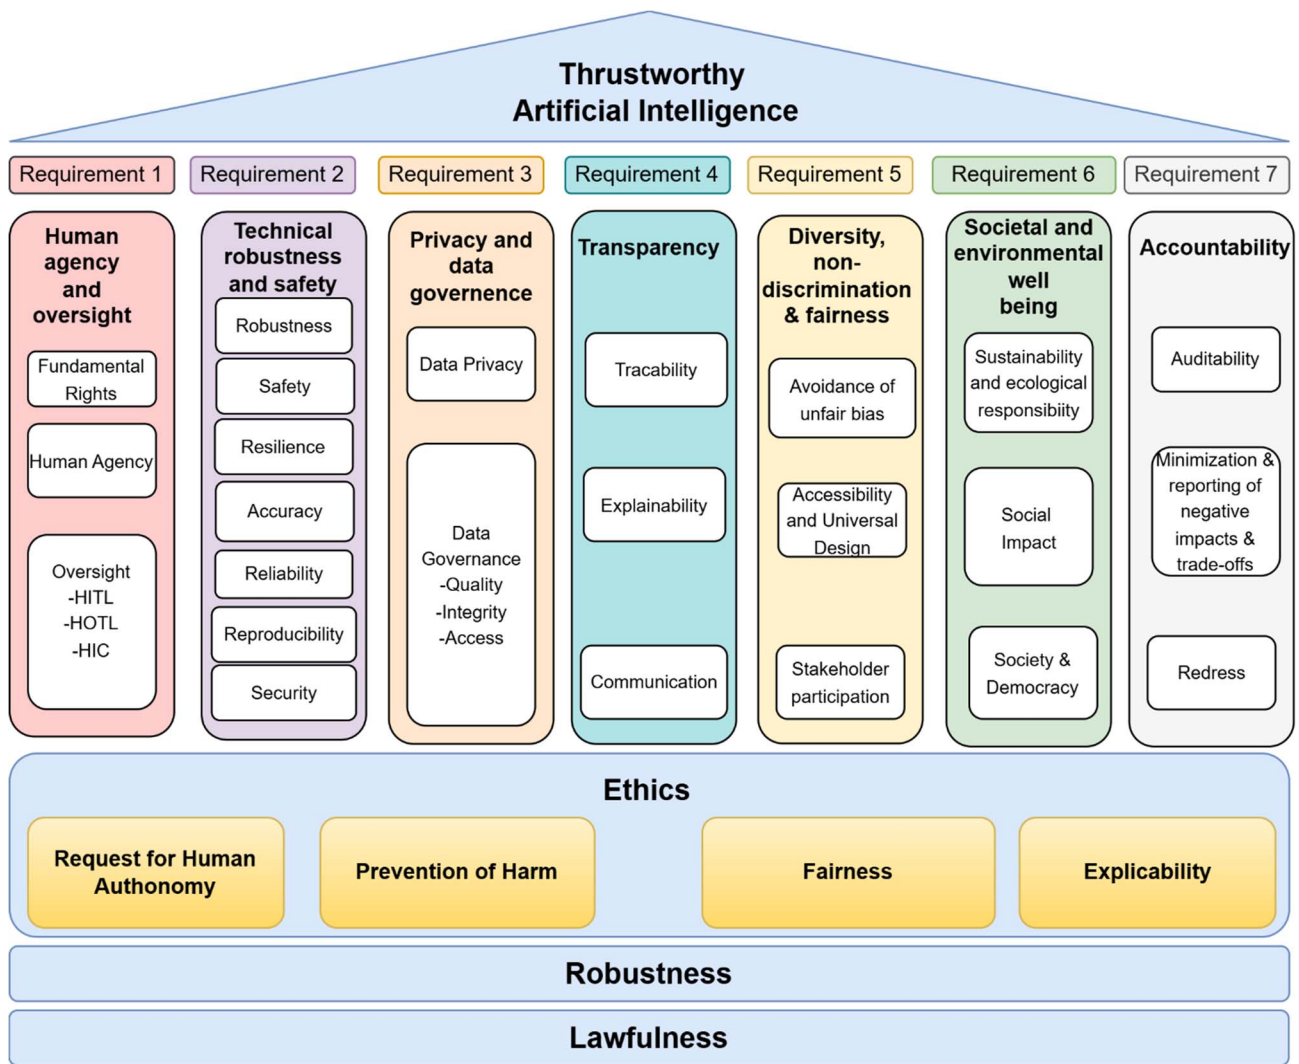 Thrustworthy
Artificial Intelligence
Requirement 1
Requirement 2
Requirement 3
Requirement 4
Requirement 5
Requirement 6
Requirement 7
Human
agency
and
oversight
Fundamental
Rights
Human Agency
Oversight
-HITL
-HOTL
-HIC
Technical
robustness
and safety
Robustness
Safety
Resilience
Accuracy
Reliability
Reproducibility
Security
Privacy and
data
governence
Data Privacy
Data
Governance
-Quality
-Integrity
-Access
Transparency
Tracability
Explainability
Communication
Diversity,
non-
discrimination
& fairness
Avoidance of
unfair bias
Accessibility
and Universal
Design
Stakeholder
participation
Societal and
environmental
well
being
Sustainability
and ecological
responsibiity
Social
Impact
Society &
Democracy
Accountability
Auditability
Minimization &
reporting of
negative
impacts &
trade-offs
Redress
Ethics
Request for Human
Authonomy
Prevention of Harm
Fairness
Explicability
Robustness
Lawfulness